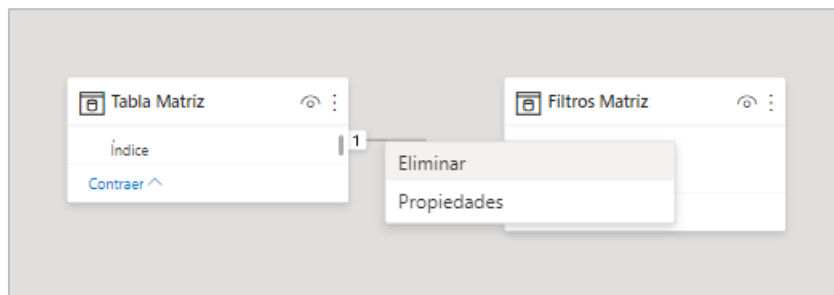 Tabla Matriz
Índice
Contraer
1
Filtros Matriz
Eliminar
Propiedades